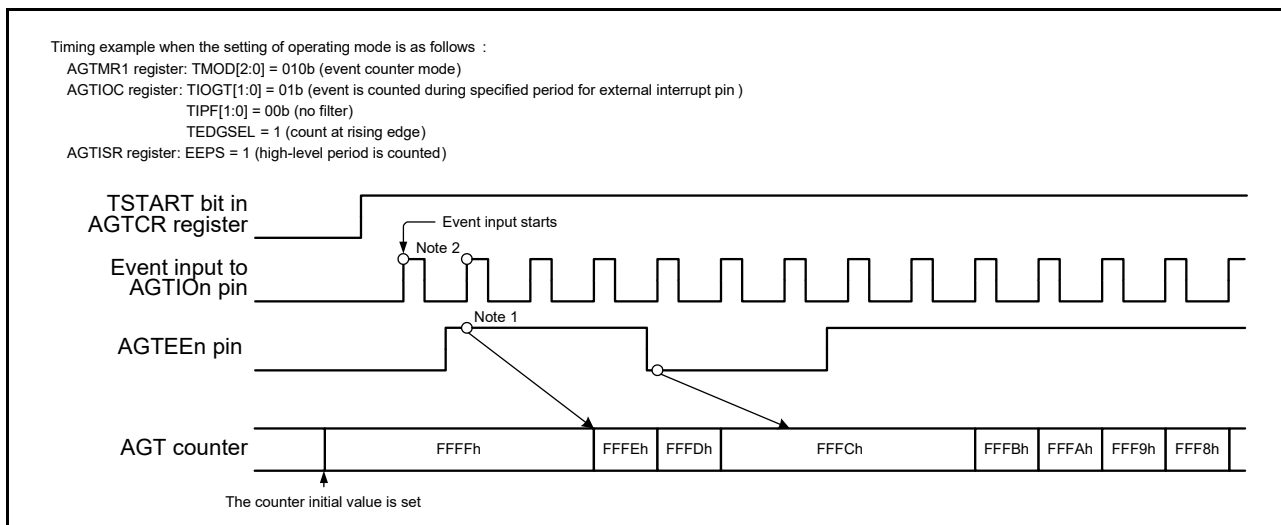 Timing example when the setting of operating mode is as follows :
AGTMR1 register: TMOD[2:0] = 010b (event counter mode)
AGTIOC register: TIOGT[1:0] = 01b (event is counted during specified period for external interrupt pin )
TIPF[1:0] = 00b (no filter)
TEDGSEL = 1 (count at rising edge)
AGTISR register: EEPS = 1 (high-level period is counted)
TSTART bit in
AGTCR register
Event input starts
Note 2
Event input to
AGTIOn pin
Note 1
AGTEEn pin
AGT counter
FFFFh
FFFEh
FFFDh
FFFCh
FFFBh
FFFAh
FFF9h
FFF8h
The counter initial value is set